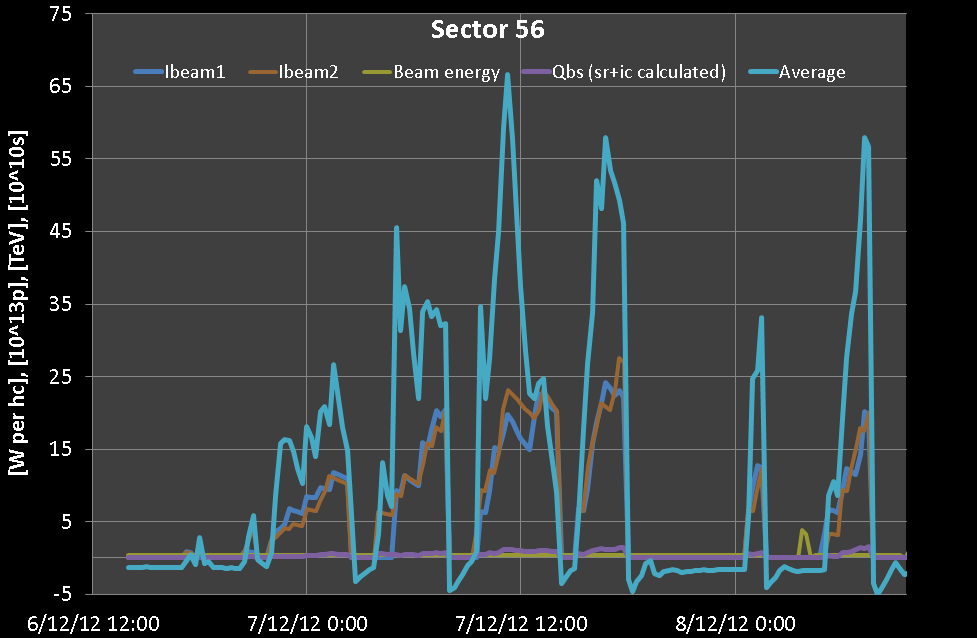 Sector 56
Ibeam1 Ibeam2 Beam energy Qbs (sr+ic calculated) Average
[W per hc], [10^13p], [TeV], [10^10s]
75
65
55
45
35
25
15
5
-5
6/12/12 12:00 7/12/12 0:00 7/12/12 12:00 8/12/12 0:00